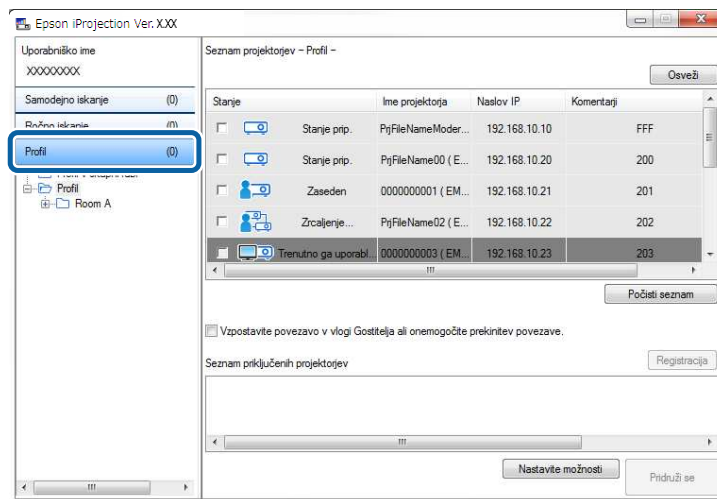 Epson iProjection Ver. X.XX
Uporabniško ime
XXXXXXXX
Samodejno iskanje (0)
Ročno iskanje (0)
Profil (0)
Profil
Room A
Seznam projektorjev – Profil –
Osveži
Stanje Ime projektorja Naslov IP Komentarji
Stanje prip. PrjFileNameModer... 192.168.10.10 FFF
Stanje prip. PrjFileName00 ( E... 192.168.10.20 200
Zaseden 0000000001 ( EM... 192.168.10.21 201
Zrcaljenje... PrjFileName02 ( E... 192.168.10.22 202
Trenutno ga uporabl... 0000000003 ( EM... 192.168.10.23 203
Počisti seznam
Vzpostavite povezavo v vlogi Gostitelja ali onemogočite prekinitev povezave.
Seznam priključenih projektorjev
Registracija
Nastavite možnosti
Pridruži se